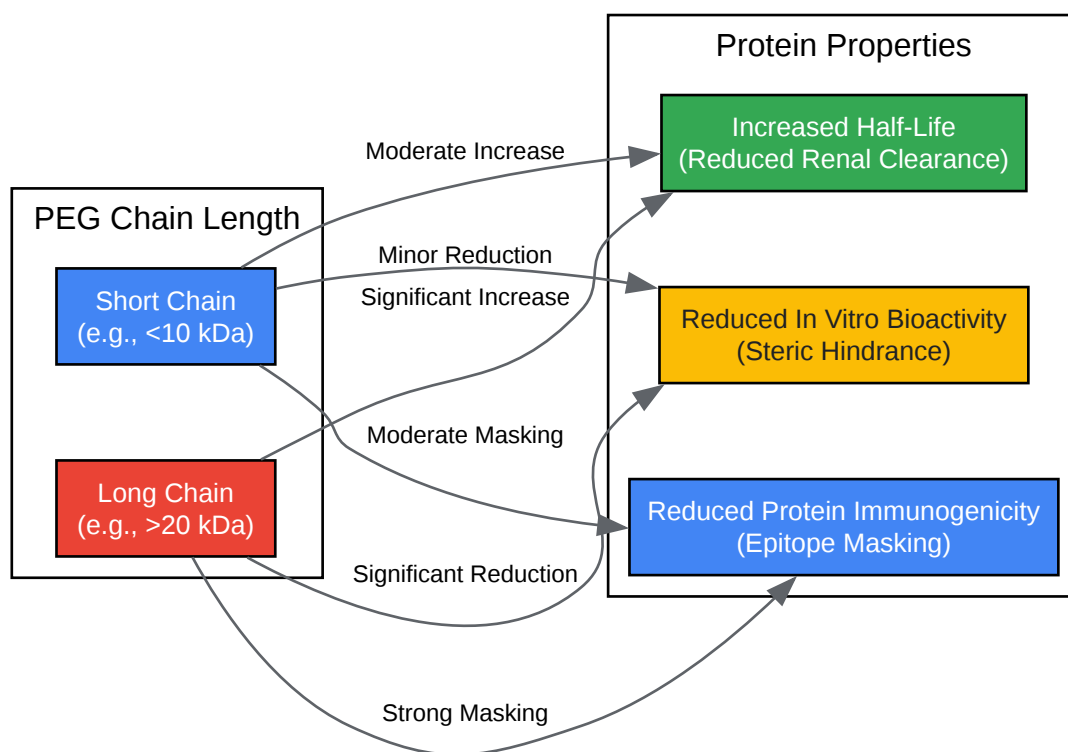 Protein Properties
Increased Half-Life
(Reduced Renal Clearance)
Moderate Increase
PEG Chain Length
Minor Reduction
Short Chain
(e.g., <10 kDa)
Significant Increase
Reduced In Vitro Bioactivity
(Steric Hindrance)
Moderate Masking
Long Chain
(e.g., >20 kDa)
Reduced Protein Immunogenicity
(Epitope Masking)
Significant Reduction
Strong Masking